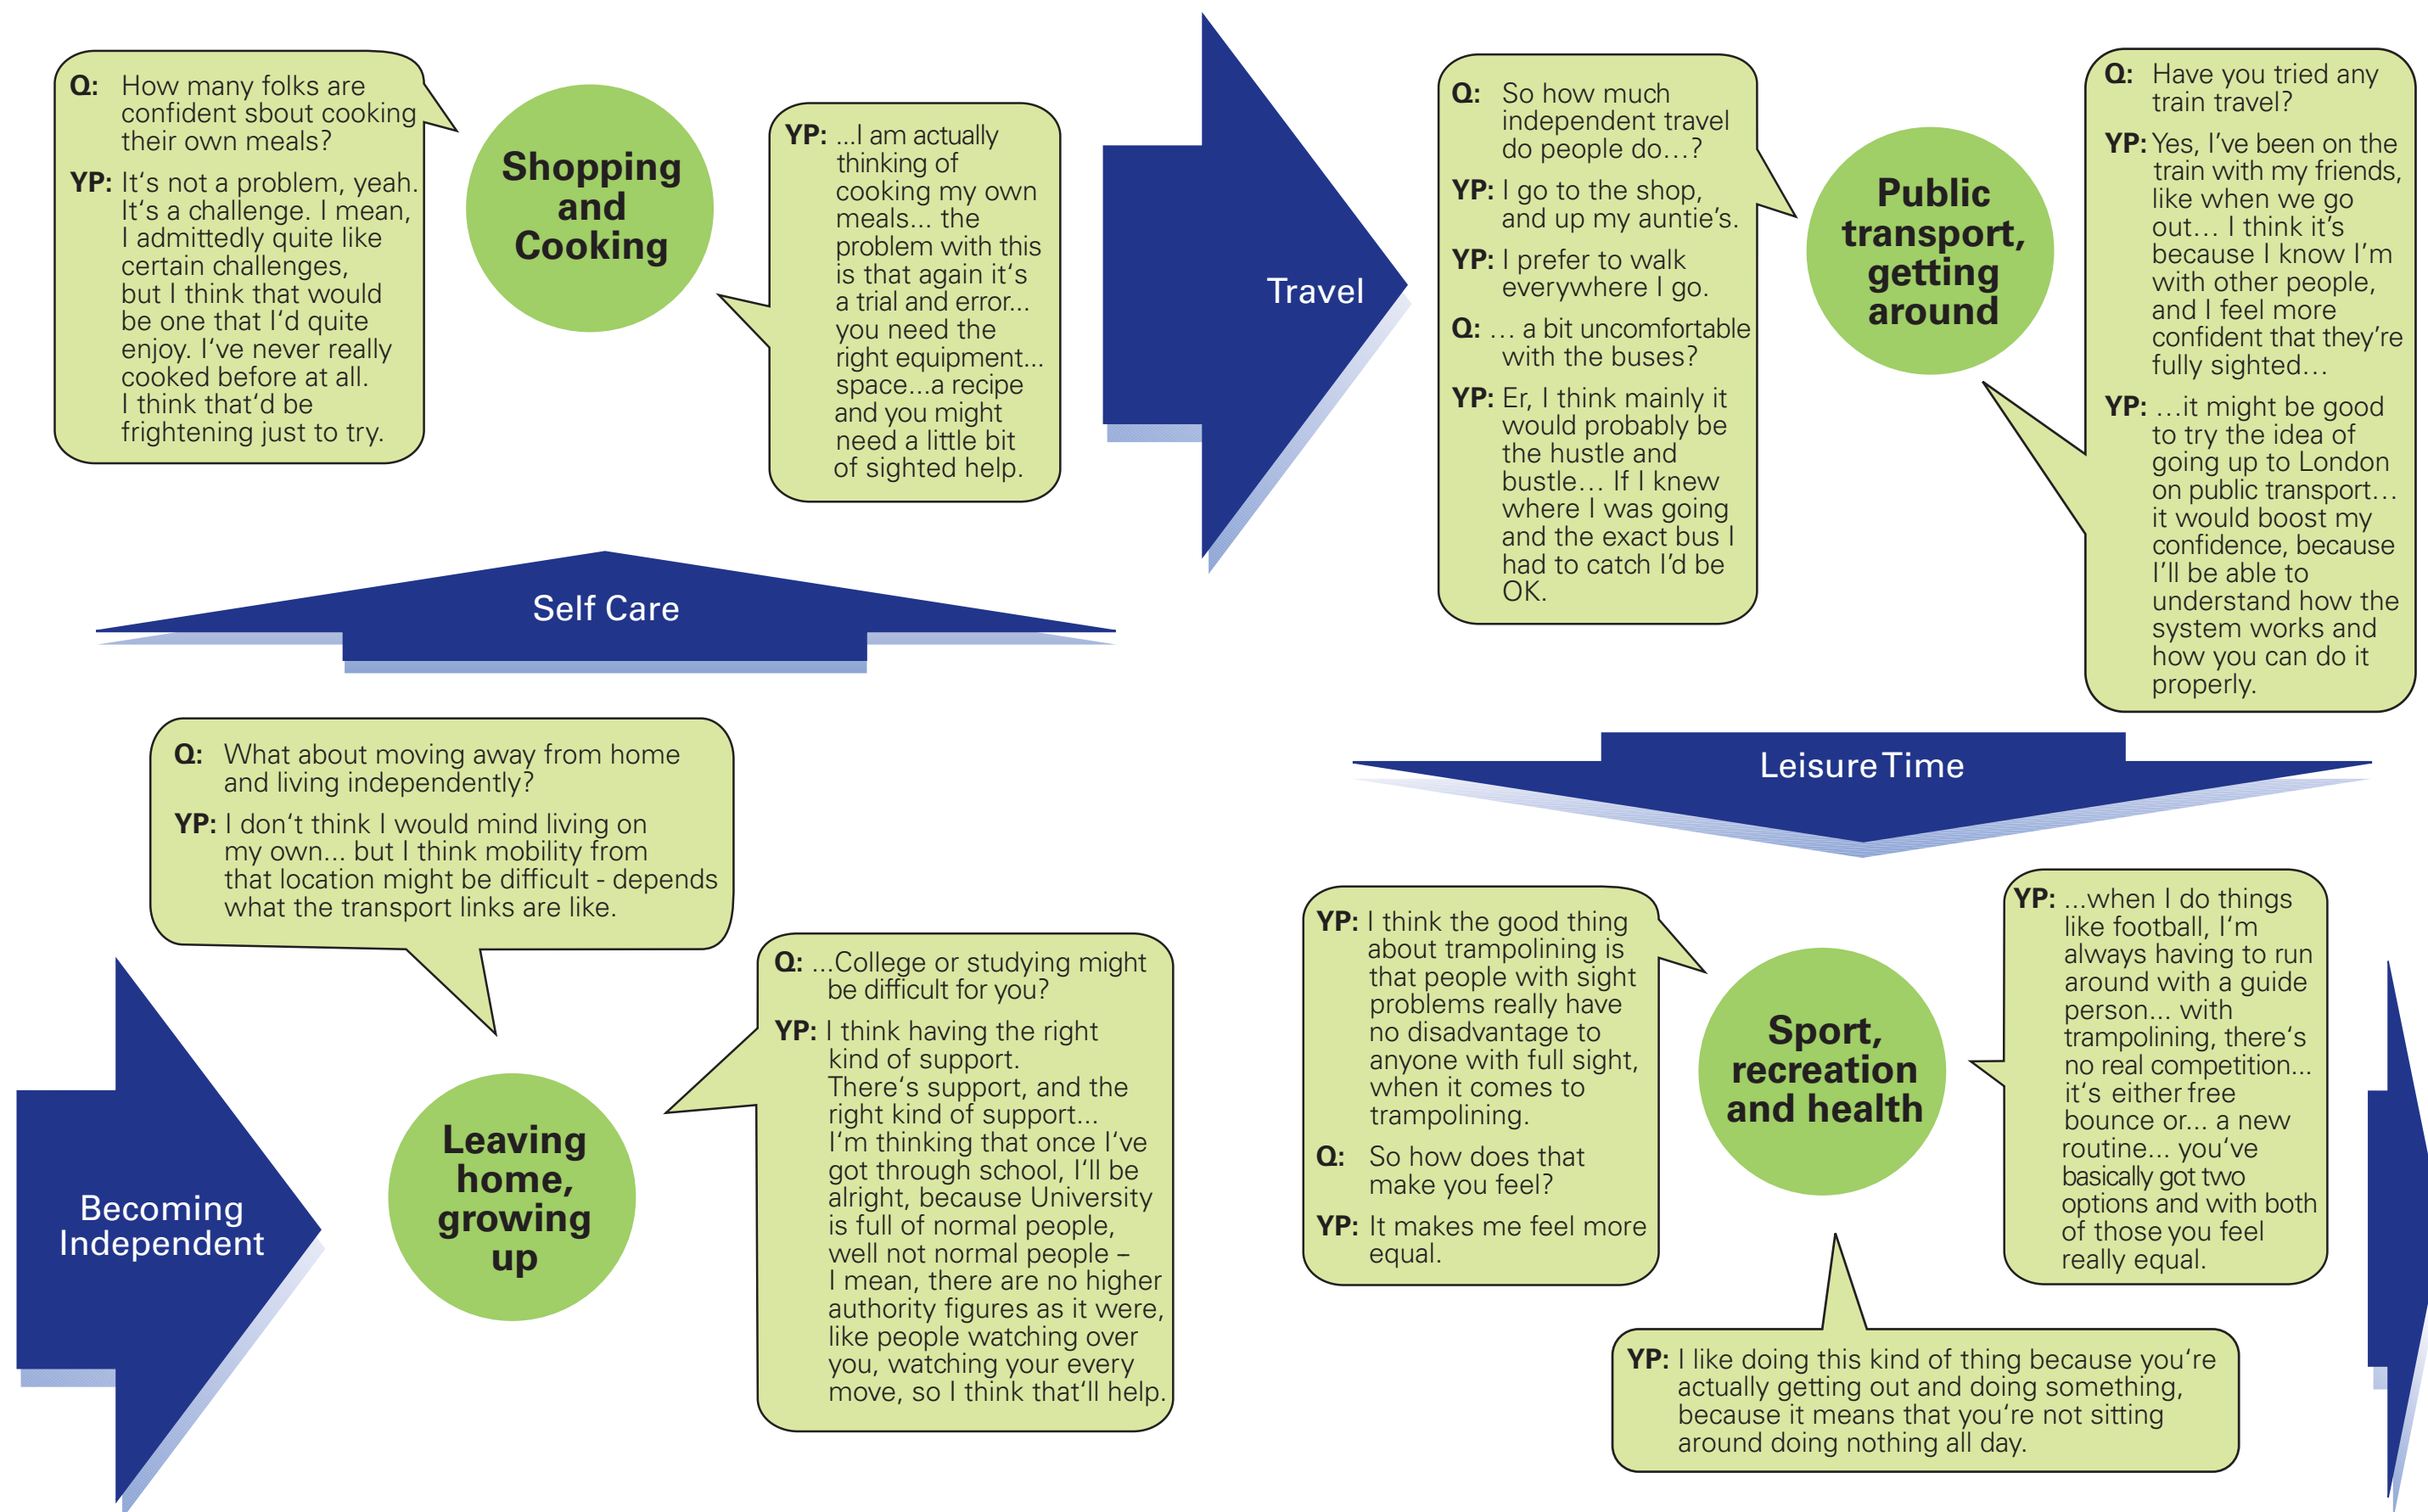 Q: How many folks are
confident sbout cooking
their own meals?
YP: It‘s not a problem, yeah.
It‘s a challenge. I mean,
I admittedly quite like
certain challenges,
but I think that would
be one that I‘d quite
enjoy. I‘ve never really
cooked before at all.
I think that‘d be
frightening just to try.
Shopping
and
Cooking
YP: ...I am actually
thinking of
cooking my own
meals... the
problem with this
is that again it‘s
a trial and error...
you need the
right equipment...
space...a recipe
and you might
need a little bit
of sighted help.
Travel
Q: So how much
independent travel
do people do…?
YP: I go to the shop,
and up my auntie’s.
YP: I prefer to walk
everywhere I go.
Q: … a bit uncomfortable
with the buses?
YP: Er, I think mainly it
would probably be
the hustle and
bustle… If I knew
where I was going
and the exact bus I
had to catch I’d be
OK.
Public
transport,
getting
around
Q: Have you tried any
train travel?
YP: Yes, I’ve been on the
train with my friends,
like when we go
out… I think it’s
because I know I’m
with other people,
and I feel more
confident that they’re
fully sighted…
YP: …it might be good
to try the idea of
going up to London
on public transport…
it would boost my
confidence, because
I’ll be able to
understand how the
system works and
how you can do it
properly.
Self Care
Q: What about moving away from home
and living independently?
YP: I don‘t think I would mind living on
my own... but I think mobility from
that location might be difficult - depends
what the transport links are like.
Becoming
Independent
Leaving
home,
growing
up
Q: ...College or studying might
be difficult for you?
YP: I think having the right
kind of support.
There‘s support, and the
right kind of support...
I‘m thinking that once I‘ve
got through school, I‘ll be
alright, because University
is full of normal people,
well not normal people –
I mean, there are no higher
authority figures as it were,
like people watching over
you, watching your every
move, so I think that‘ll help.
Leisure Time
YP: I think the good thing
about trampolining is
that people with sight
problems really have
no disadvantage to
anyone with full sight,
when it comes to
trampolining.
Q: So how does that
make you feel?
YP: It makes me feel more
equal.
Sport,
recreation
and health
YP: ...when I do things
like football, I‘m
always having to run
around with a guide
person... with
trampolining, there‘s
no real competition...
it‘s either free
bounce or... a new
routine... you‘ve
basically got two
options and with both
of those you feel
really equal.
YP: I like doing this kind of thing because you‘re
actually getting out and doing something,
because it means that you‘re not sitting
around doing nothing all day.